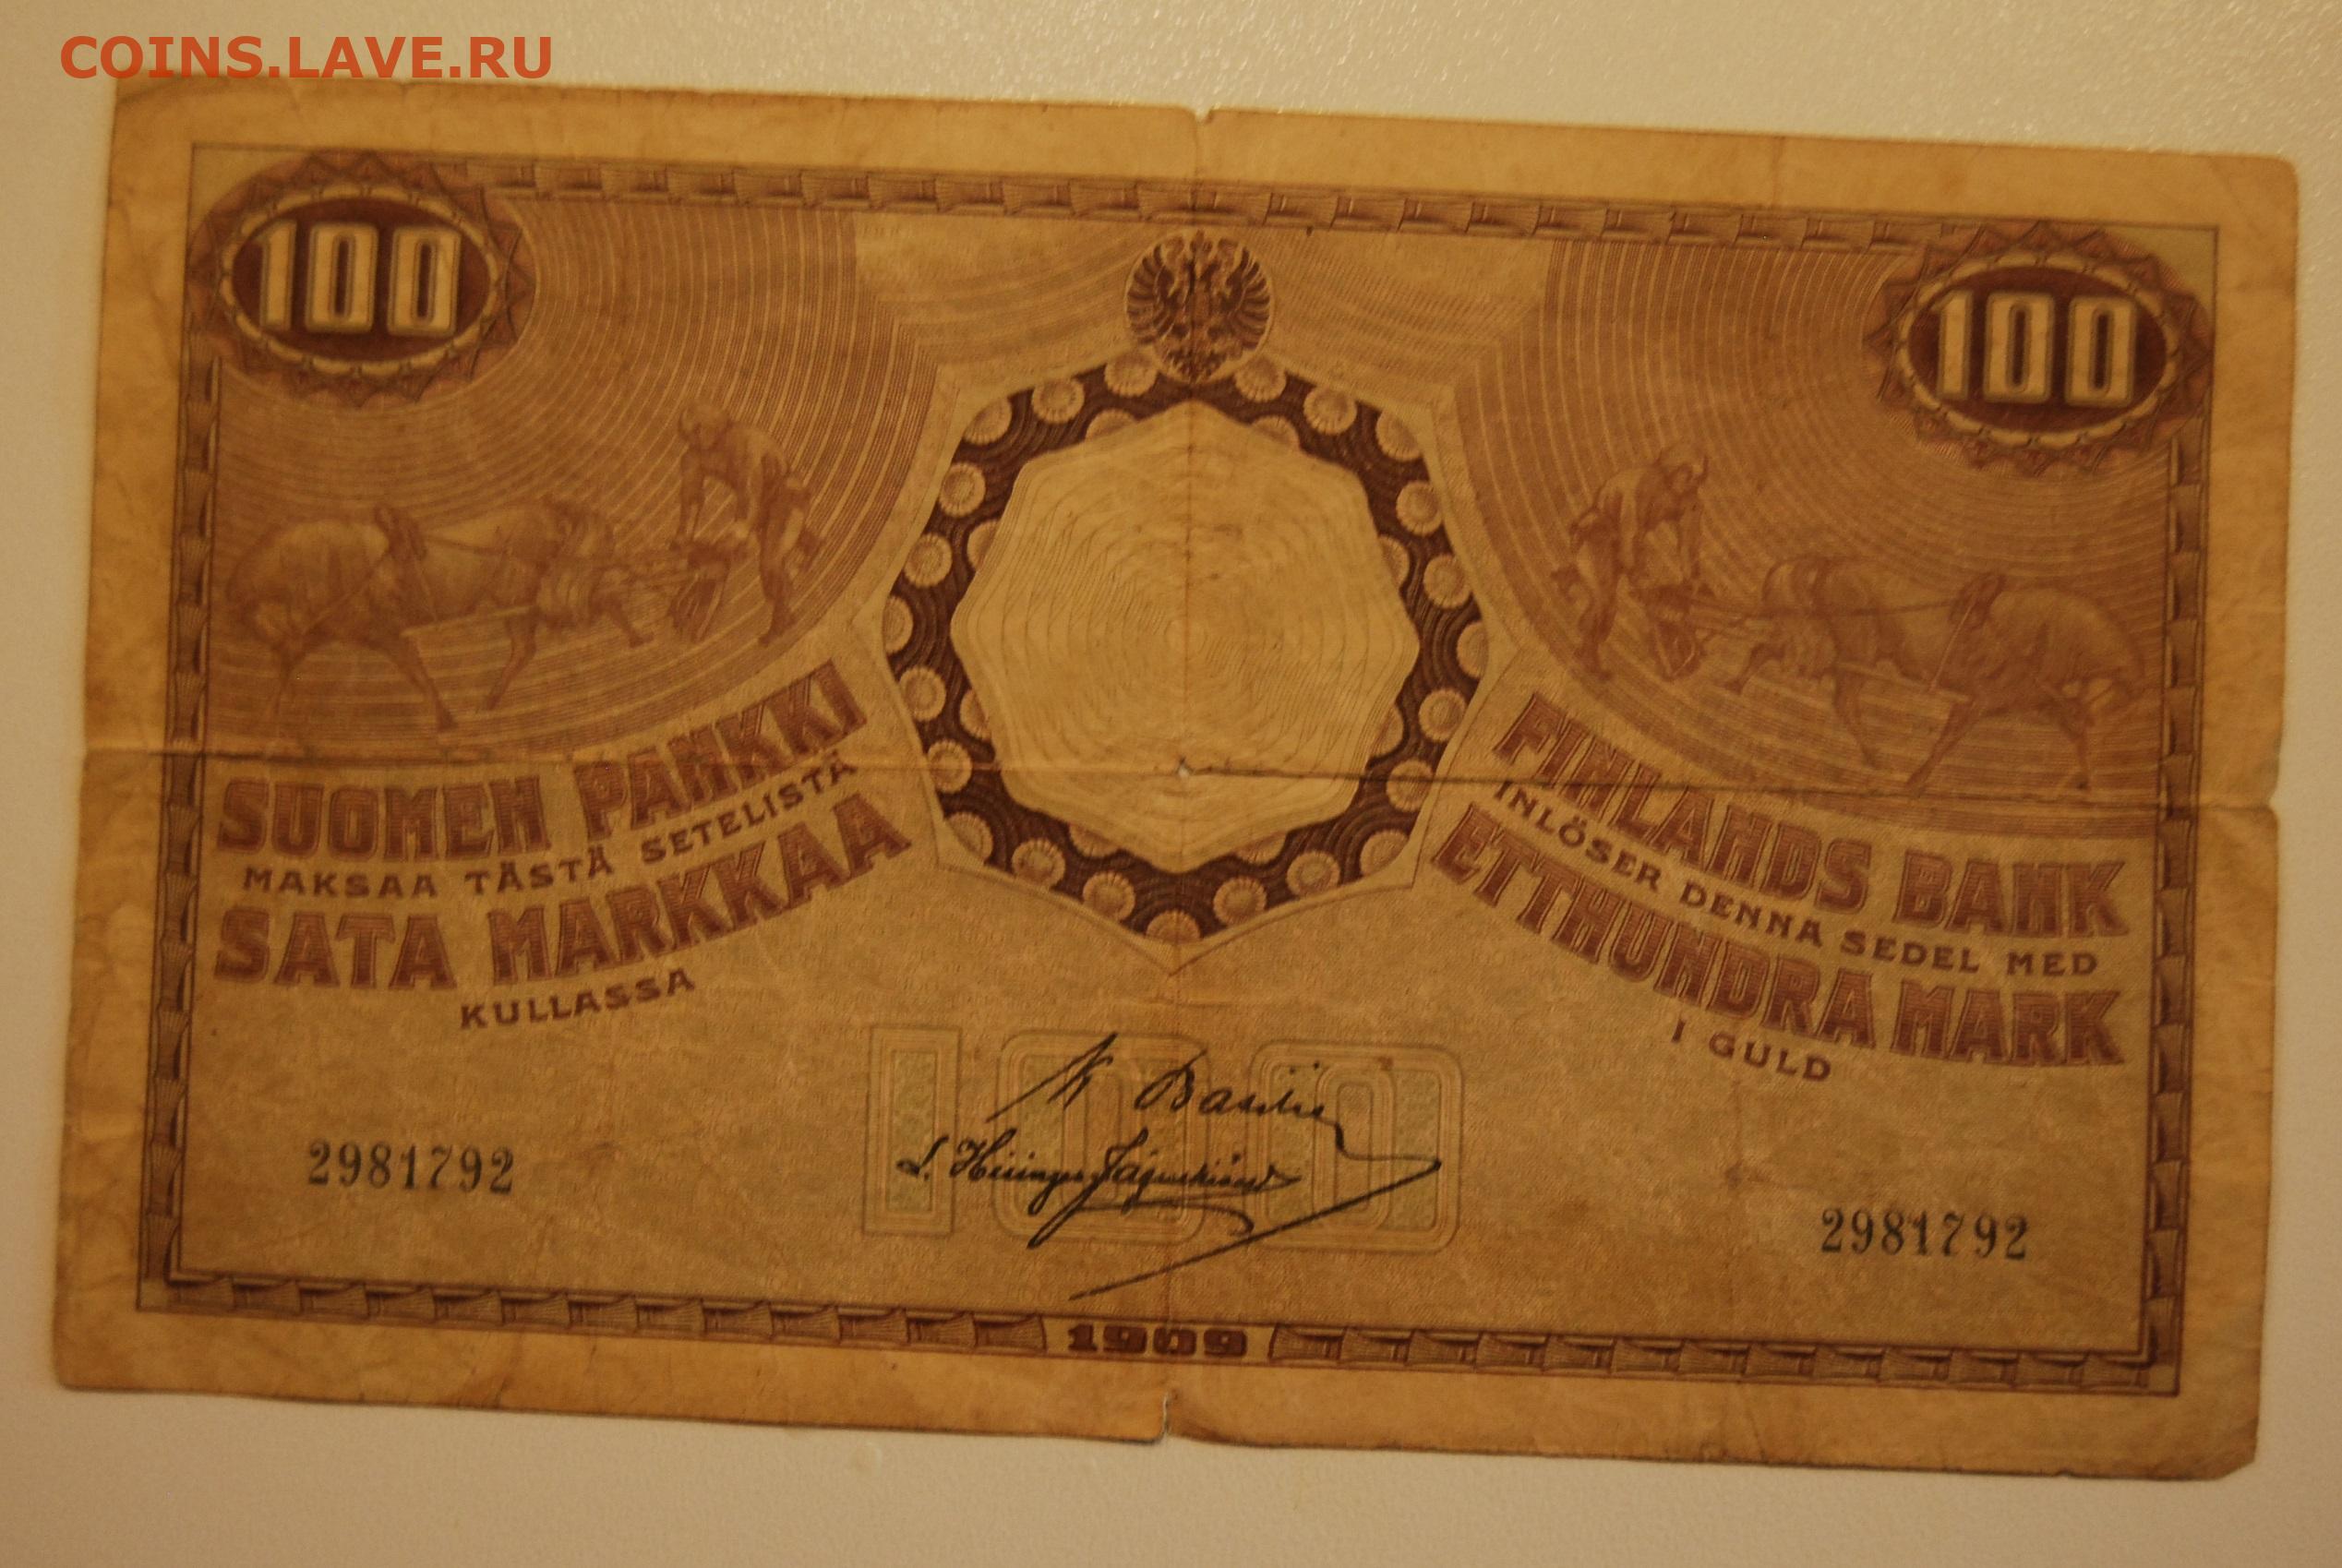 COINS.LAVE.RU
100
100
SUOMEN PANKKI
MAKSAA TÄSTÄ SETELISTÄ
SATA MARKKAA
KULLASSA
FINLANDS BANK
INLÖSER DENNA SEDEL MED
ETTHUNDRA MARK
I GULD
100
2981792
2981792
1909